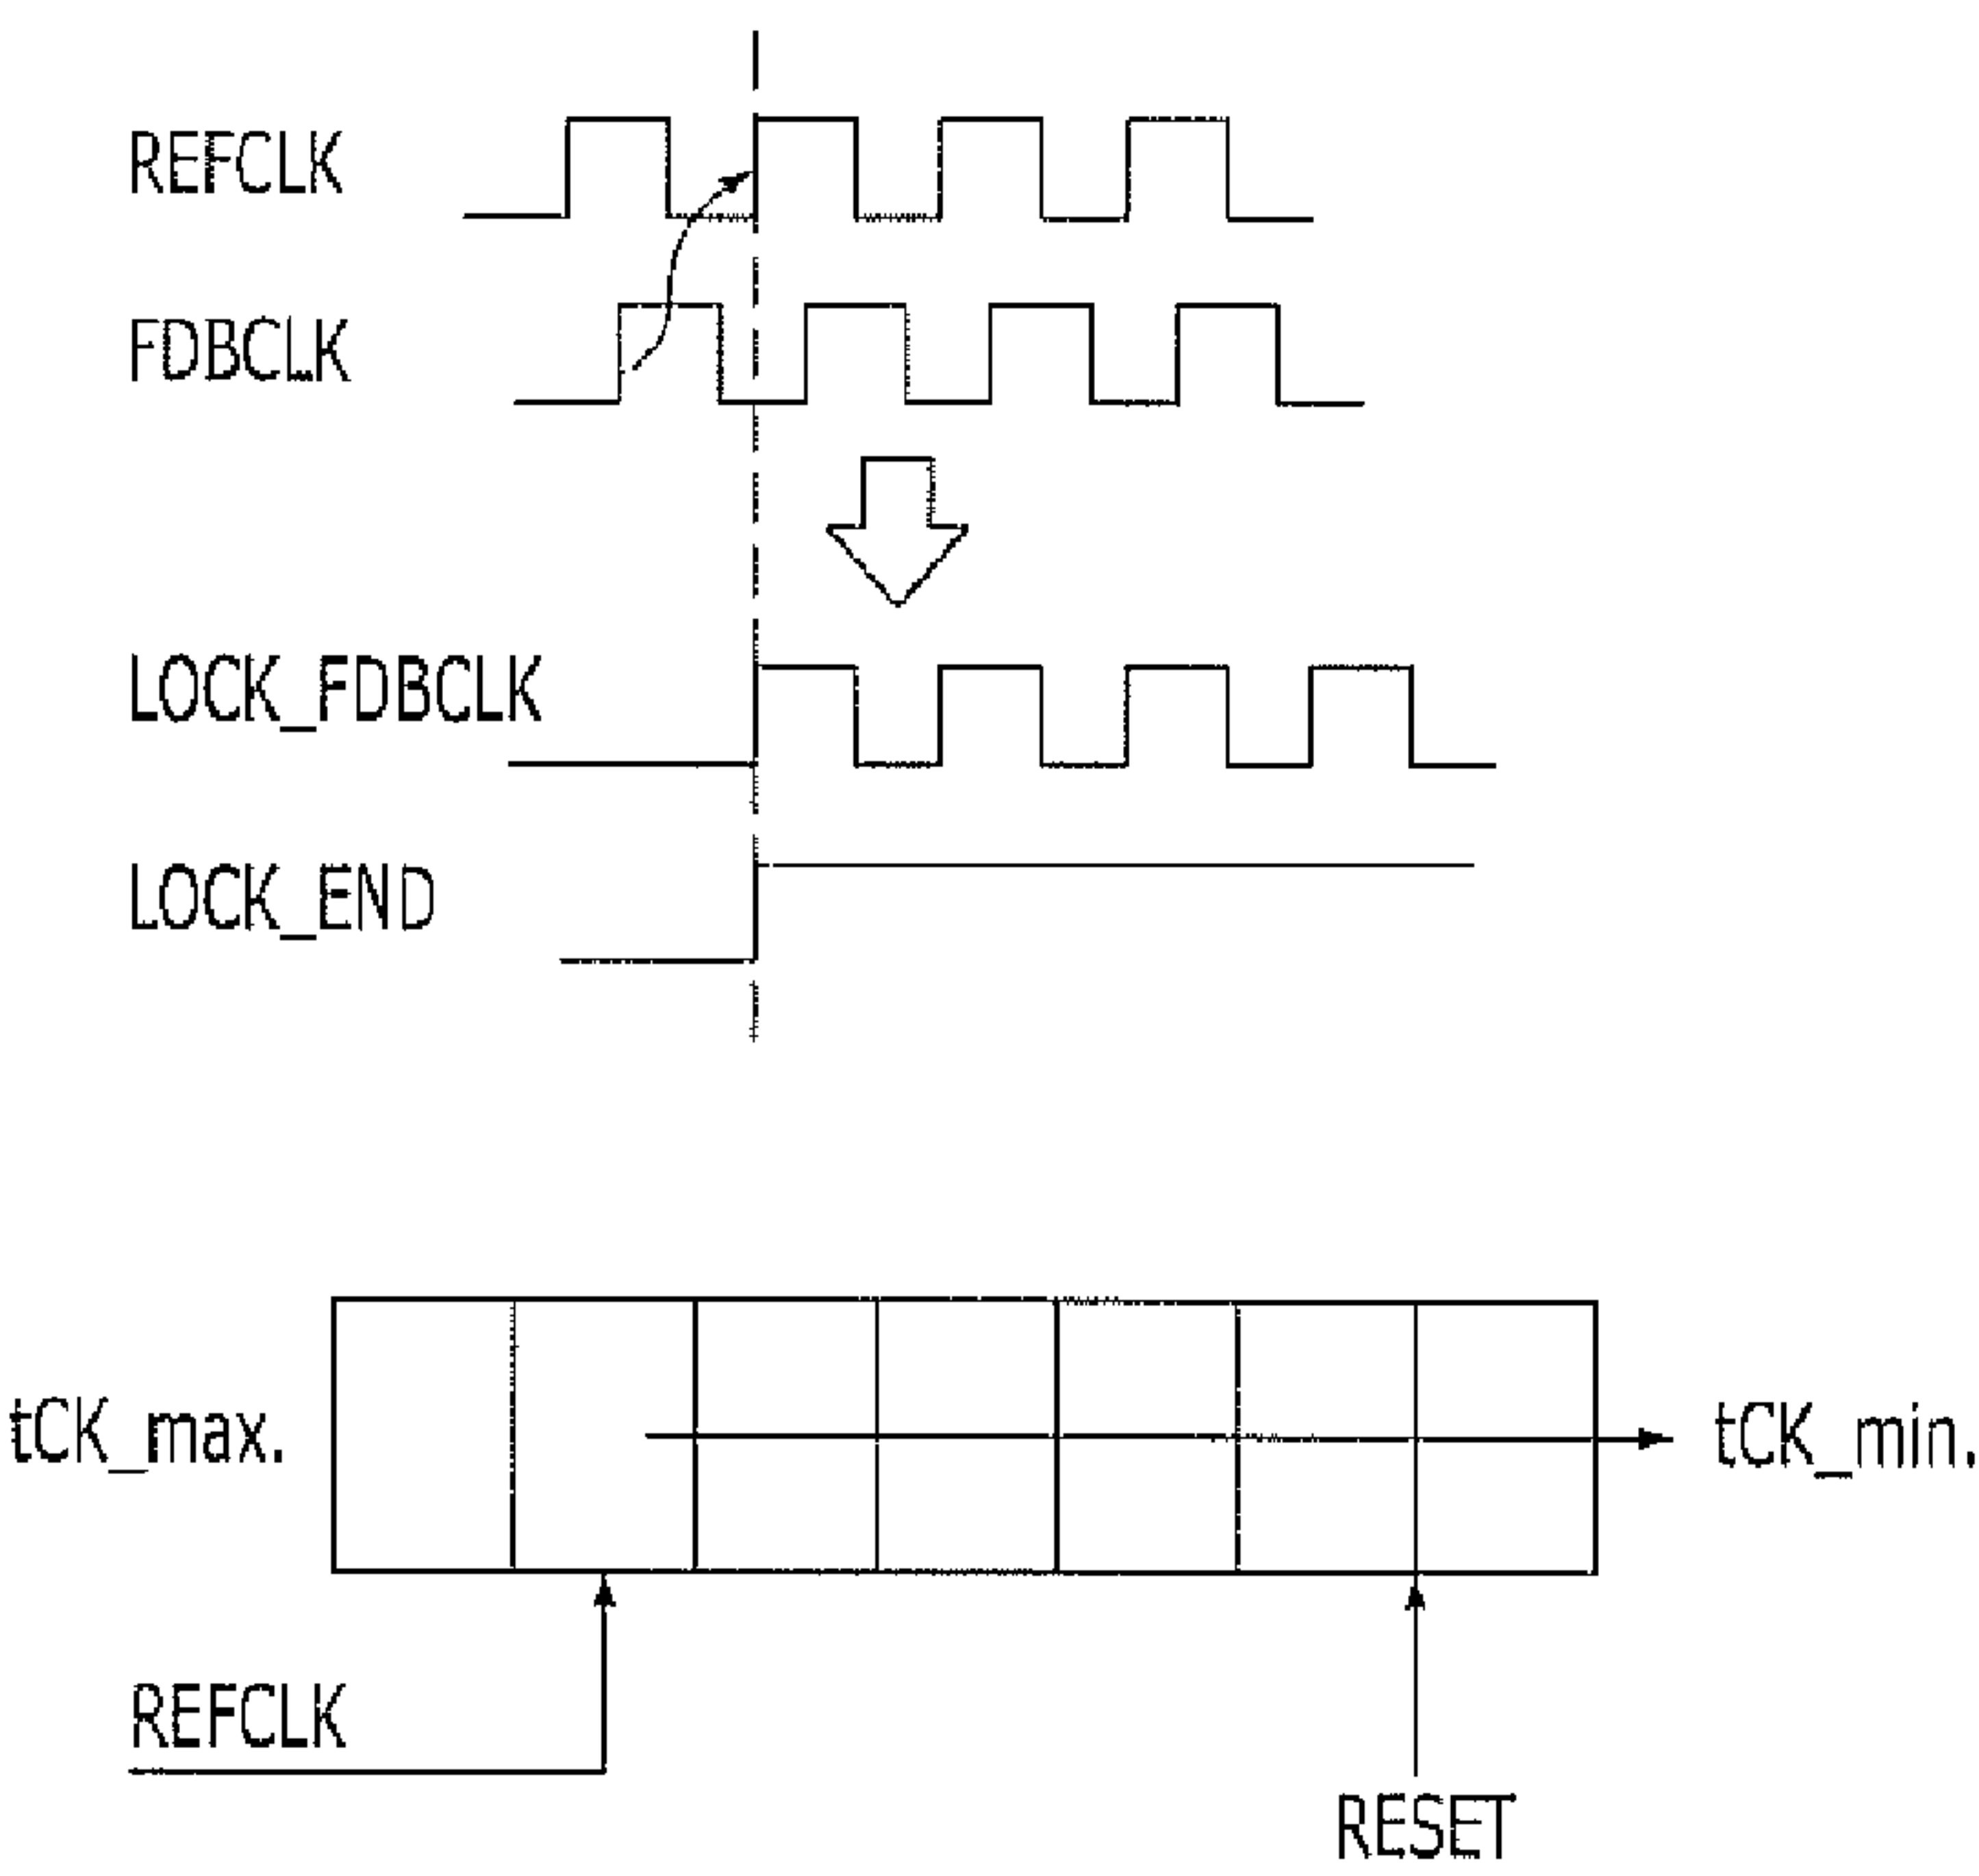 REFCLK
FDBCLK
LOCK_FDBCLK
LOCK_END
tCK_max.
tCK_min.
REFCLK
RESET